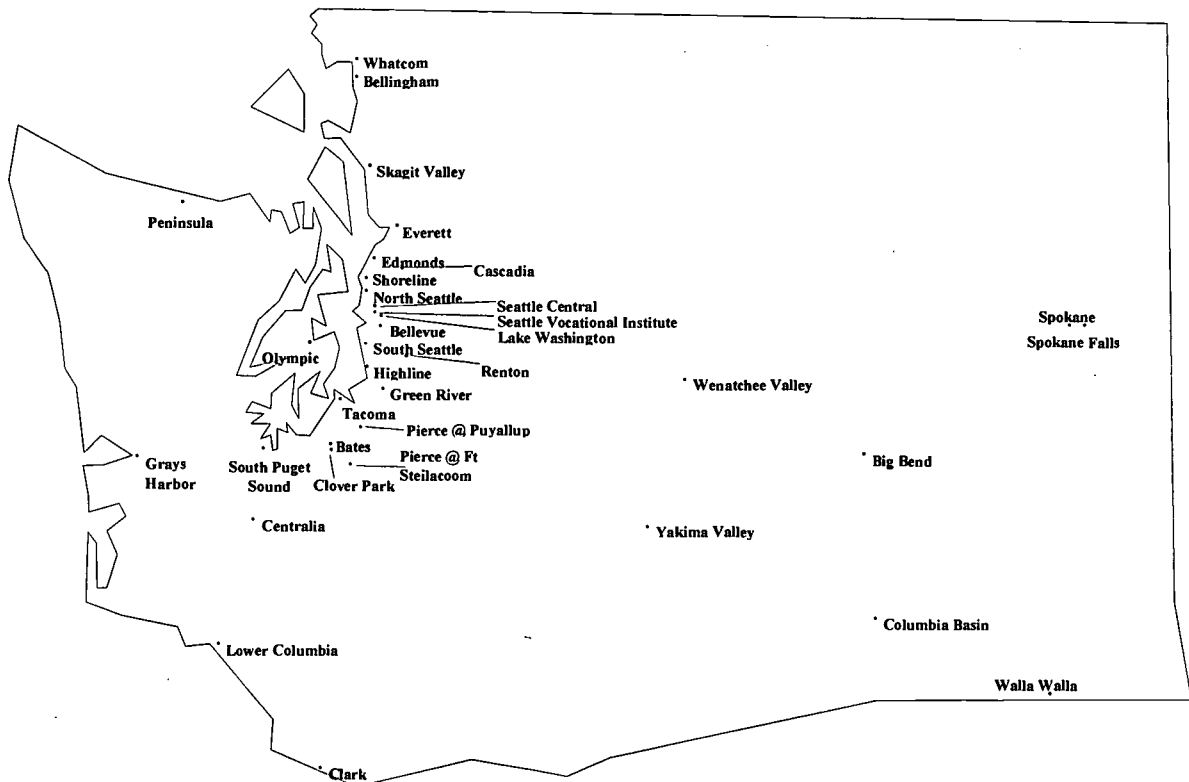 Whatcom
Bellingham
Skagit Valley
Peninsula
Everett
Edmonds
Cascadia
Shoreline
North Seattle
Seattle Central
Seattle Vocational Institute
Lake Washington
Bellevue
Spokane
Spokane Falls
Olympic
South Seattle
Highline
Renton
Green River
Wenatchee Valley
Tacoma
Pierce @ Puyallup
Bates
Grays
Harbor
South Puget
Sound
Pierce @ Ft
Steilacoom
Clover Park
Big Bend
Centralia
Yakima Valley
Columbia Basin
Lower Columbia
Walla Walla
Clark